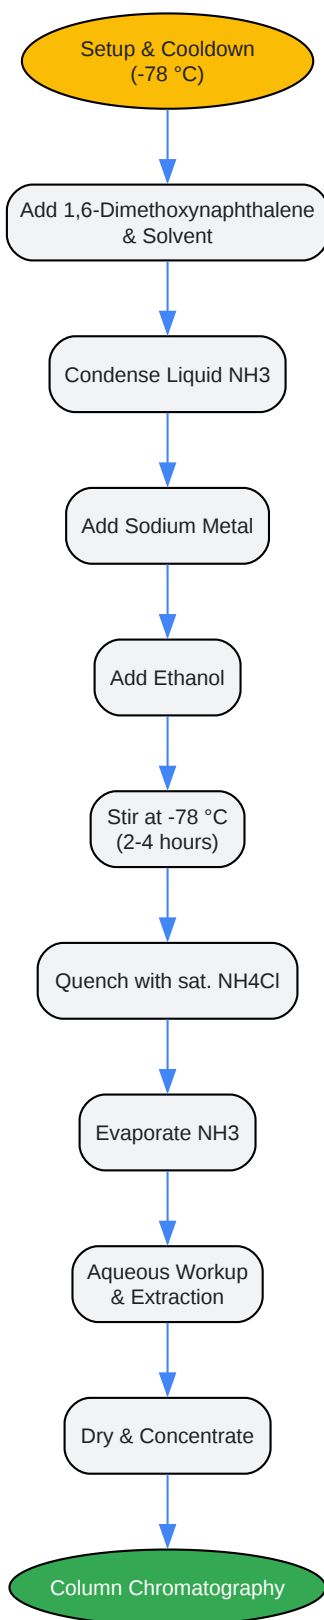 Setup & Cooldown
(-78 °C)
Add 1,6-Dimethoxynaphthalene
& Solvent
Condense Liquid NH3
Add Sodium Metal
Add Ethanol
Stir at -78 °C
(2-4 hours)
Quench with sat. NH4Cl
Evaporate NH3
Aqueous Workup
& Extraction
Dry & Concentrate
Column Chromatography